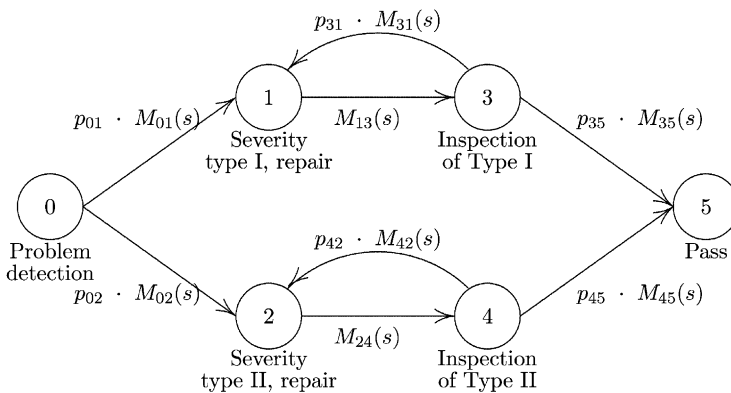 p31 · M31(s)
1
3
p01 · M01(s)
M13(s)
p35 · M35(s)
Severity
type I, repair
Inspection
of Type I
0
5
Problem
detection
Pass
p42 · M42(s)
p02 · M02(s)
2
4
p45 · M45(s)
M24(s)
Severity
type II, repair
Inspection
of Type II